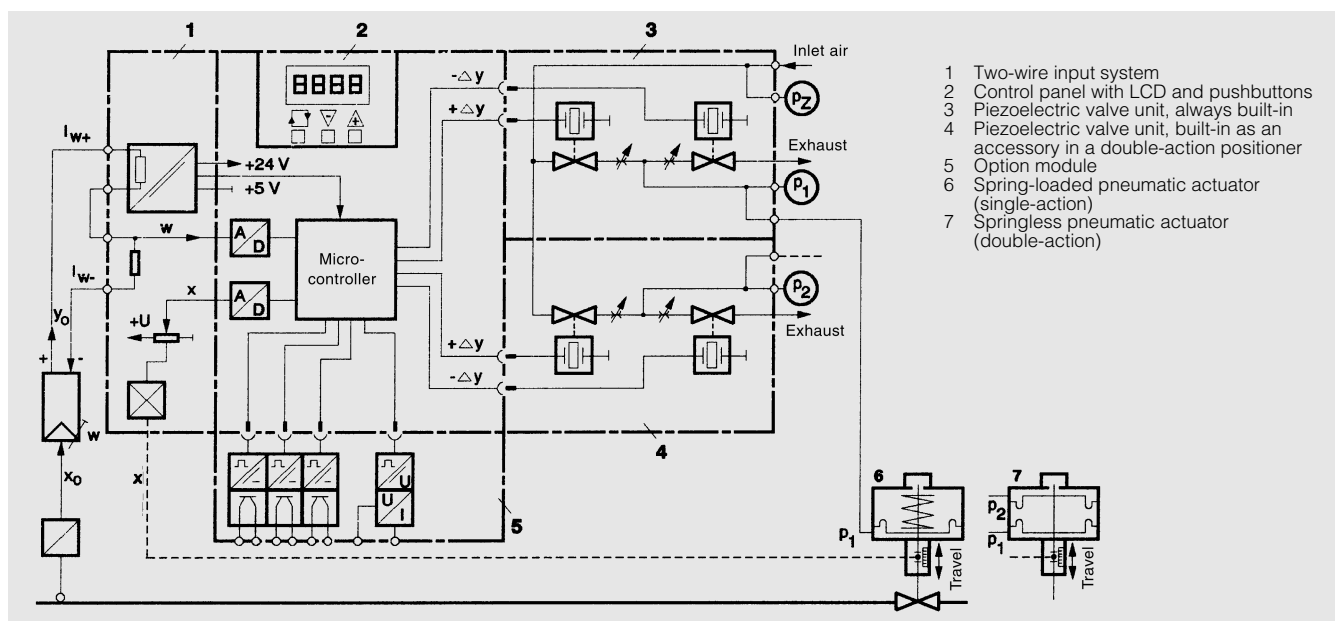 1
2
3
Inlet air
pZ
-△y
+△y
Exhaust
p1
Iw+
+24 V
+5 V
w
A
D
Micro-
controller
Iw-
x
A
D
+U
yo
+
-
w
xo
x
p2
Exhaust
+△y
-△y
4
U
U
I
5
6
p1
Travel
7
p2
p1
Travel
1 Two-wire input system
2 Control panel with LCD and pushbuttons
3 Piezoelectric valve unit, always built-in
4 Piezoelectric valve unit, built-in as an
accessory in a double-action positioner
5 Option module
6 Spring-loaded pneumatic actuator
(single-action)
7 Springless pneumatic actuator
(double-action)
8888